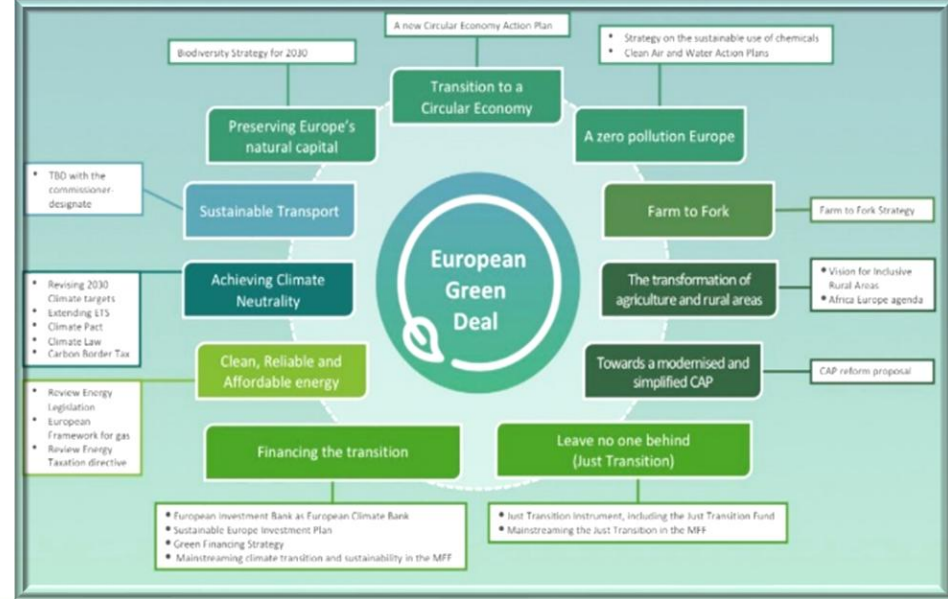 A new Circular Economy Action Plan
Biodiversity Strategy for 2030
• Strategy on the sustainable use of chemicals
• Clean Air and Water Action Plans
Transition to a
Circular Economy
Preserving Europe's
natural capital
A zero pollution Europe
• TBD with the
commissioner-
designate
Sustainable Transport
Farm to Fork
Farm to Fork Strategy
European
Green
Deal
Achieving Climate
Neutrality
• Revising 2030
Climate targets
• Extending ETS
• Climate Pact
• Climate Law
• Carbon Border Tax
The transformation of
agriculture and rural areas
• Vision for Inclusive
Rural Areas
• Africa Europe agenda
Clean, Reliable and
Affordable energy
• Review Energy
Legislation
• European
Framework for gas
• Review Energy
Taxation directive
Towards a modernised and
simplified CAP
CAP reform proposal
Financing the transition
Leave no one behind
(Just Transition)
• European Investment Bank as European Climate Bank
• Sustainable Europe Investment Plan
• Green Financing Strategy
• Mainstreaming climate transition and sustainability in the MFF
• Just Transition Instrument, including the Just Transition Fund
• Mainstreaming the Just Transition in the MFF